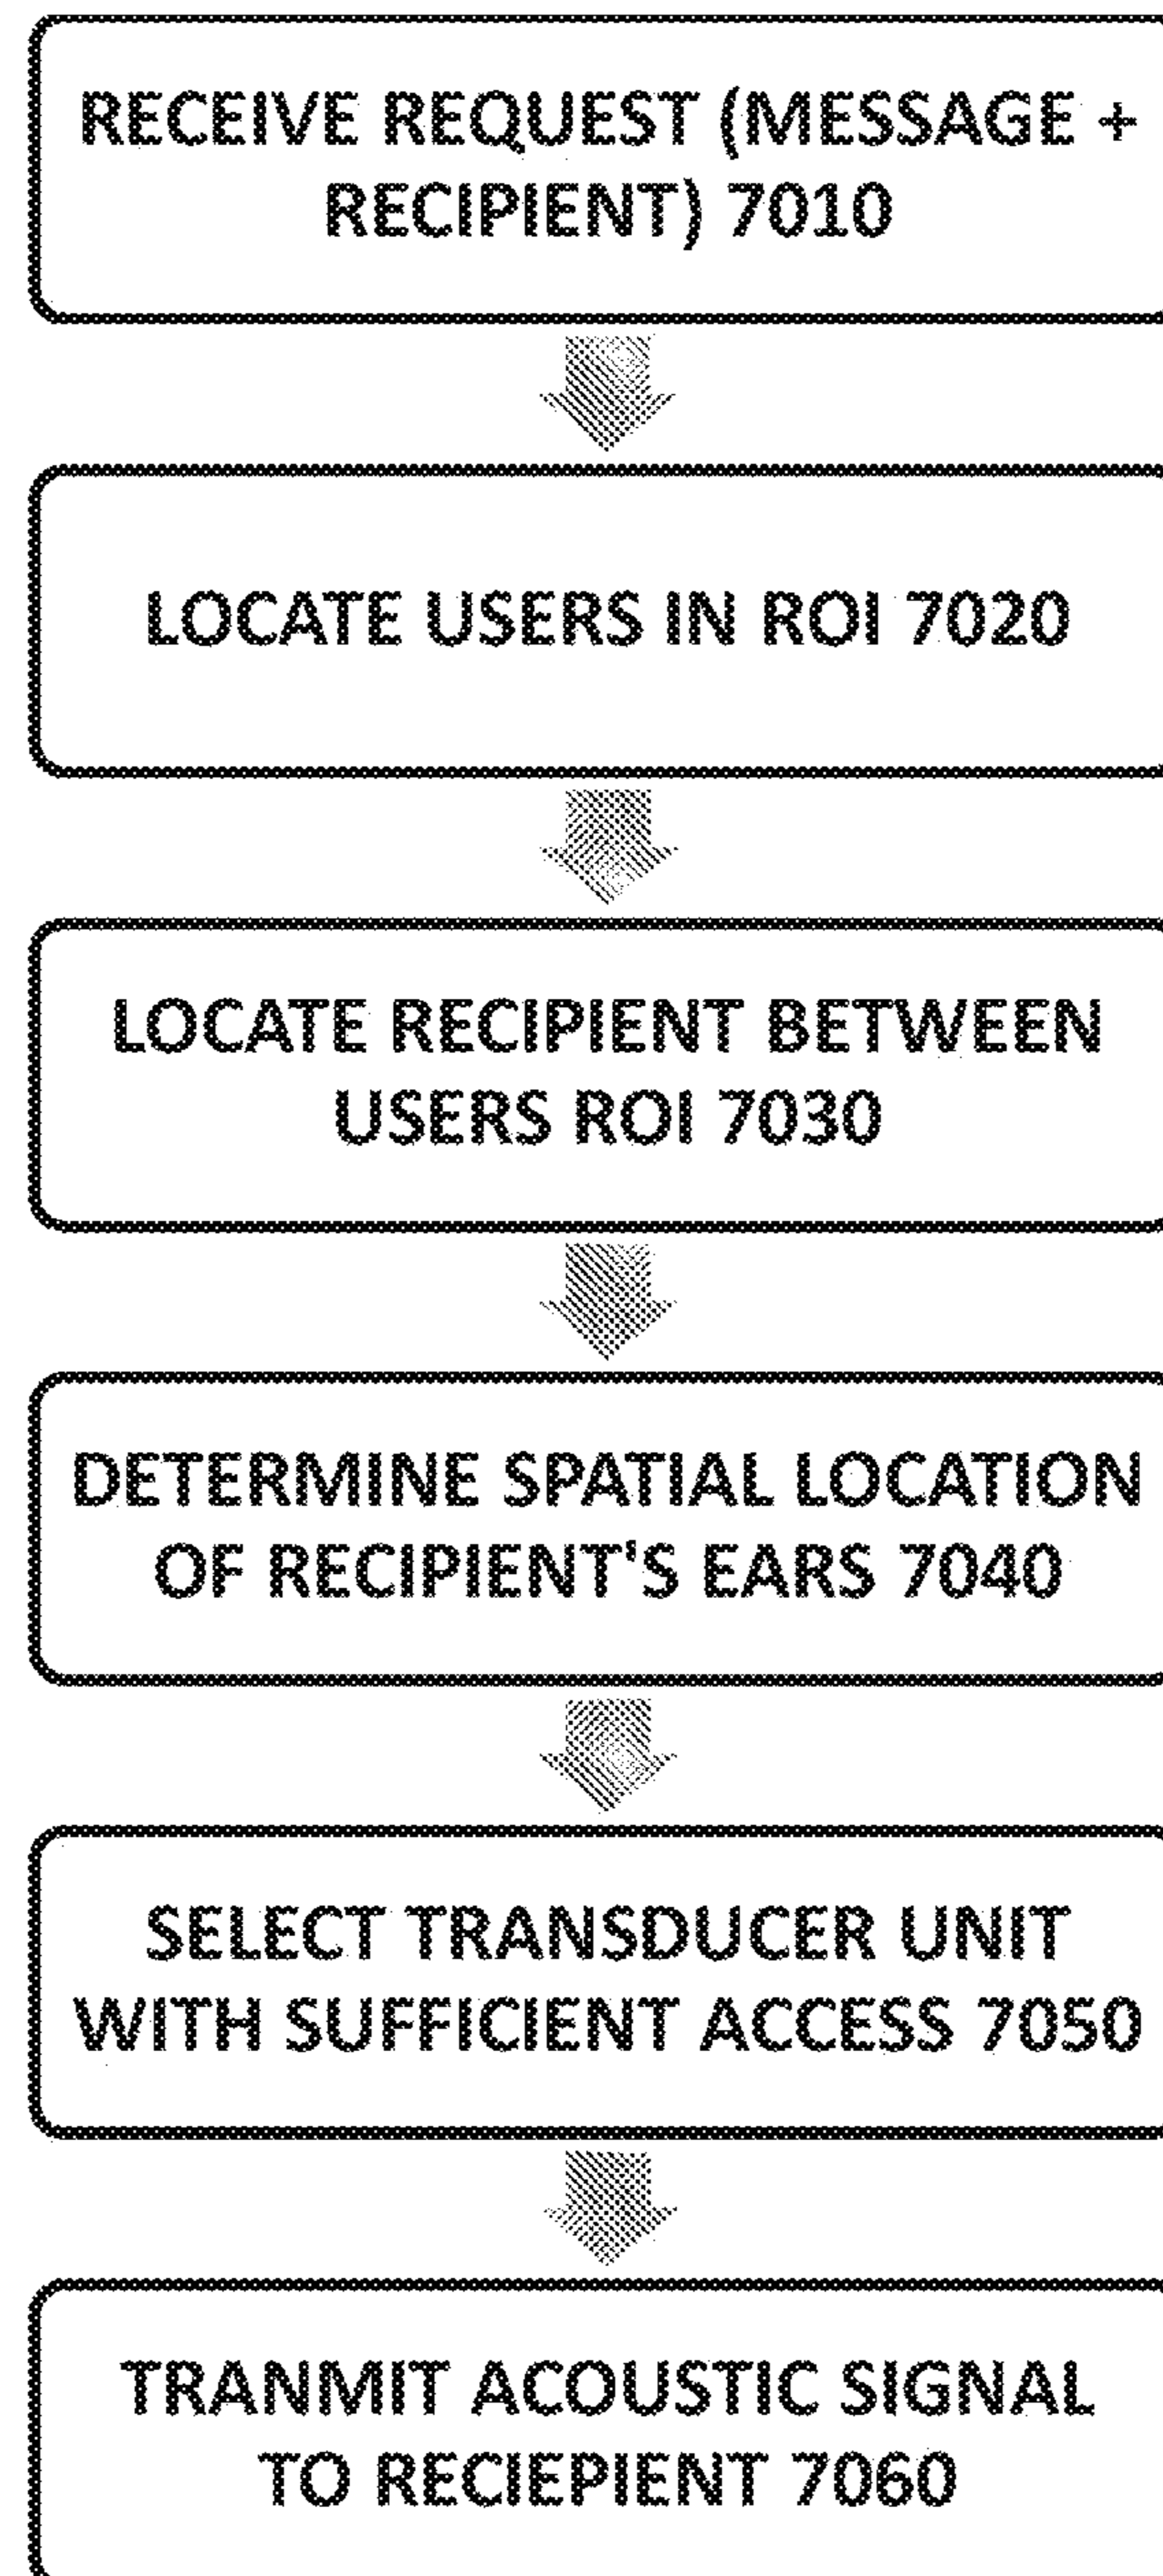 RECEIVE REQUEST (MESSAGE +
RECIPIENT) 7010
LOCATE USERS IN ROI 7020
LOCATE RECIPIENT BETWEEN
USERS ROI 7030
DETERMINE SPATIAL LOCATION
OF RECIPIENT'S EARS 7040
SELECT TRANSDUCER UNIT
WITH SUFFICIENT ACCESS 7050
TRANMIT ACOUSTIC SIGNAL
TO RECIEPIENT 7060